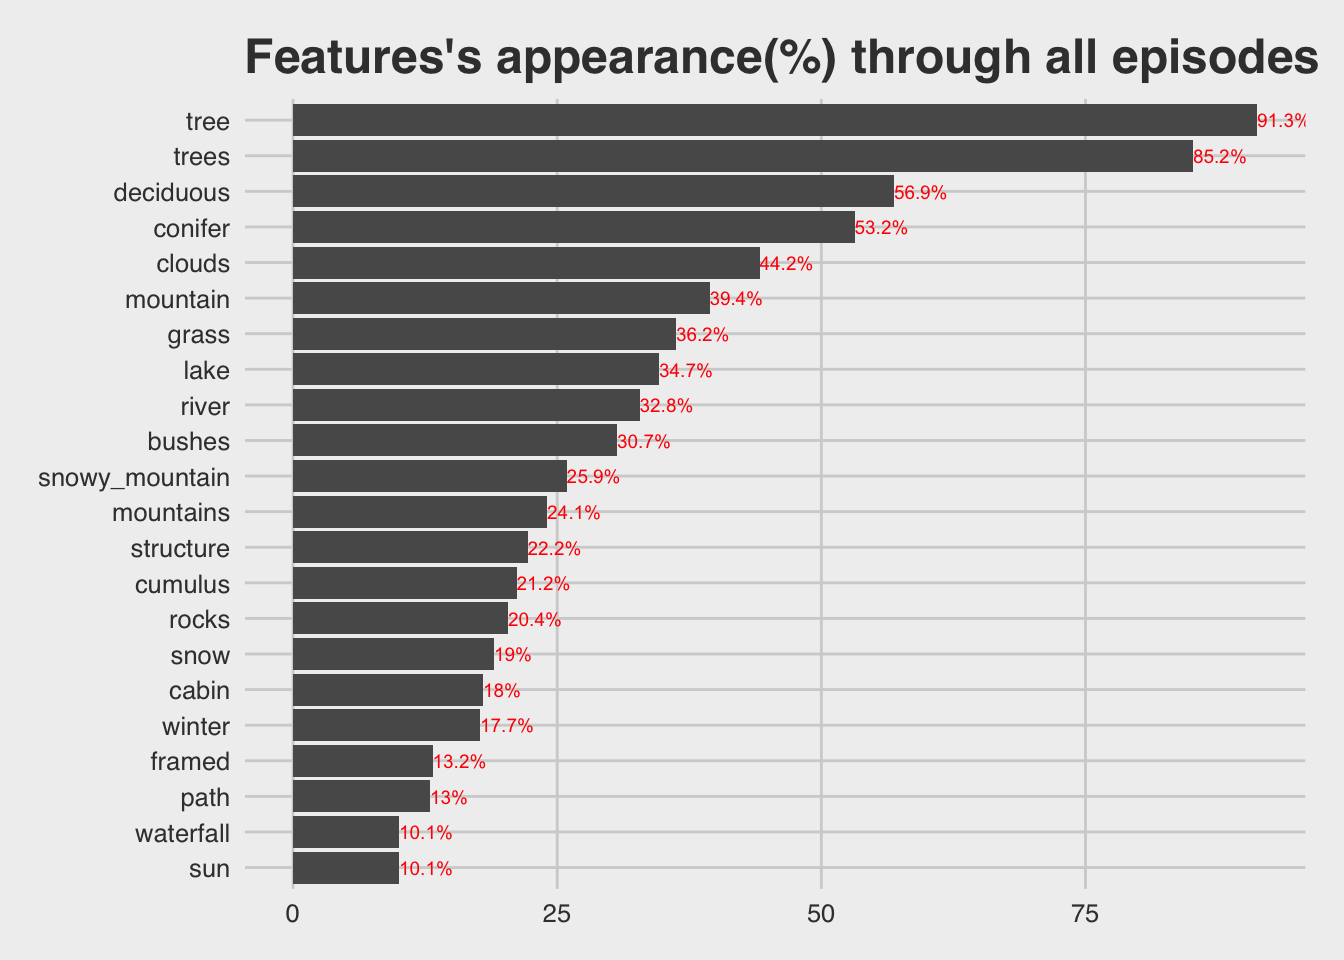 Features's appearance(%) through all episodes
tree 91.3%
trees 85.2%
deciduous 56.9%
conifer 53.2%
clouds 44.2%
mountain 39.4%
grass 36.2%
lake 34.7%
river 32.8%
bushes 30.7%
snowy_mountain 25.9%
mountains 24.1%
structure 22.2%
cumulus 21.2%
rocks 20.4%
snow 19%
cabin 18%
winter 17.7%
framed 13.2%
path 13%
waterfall 10.1%
sun 10.1%
0 25 50 75